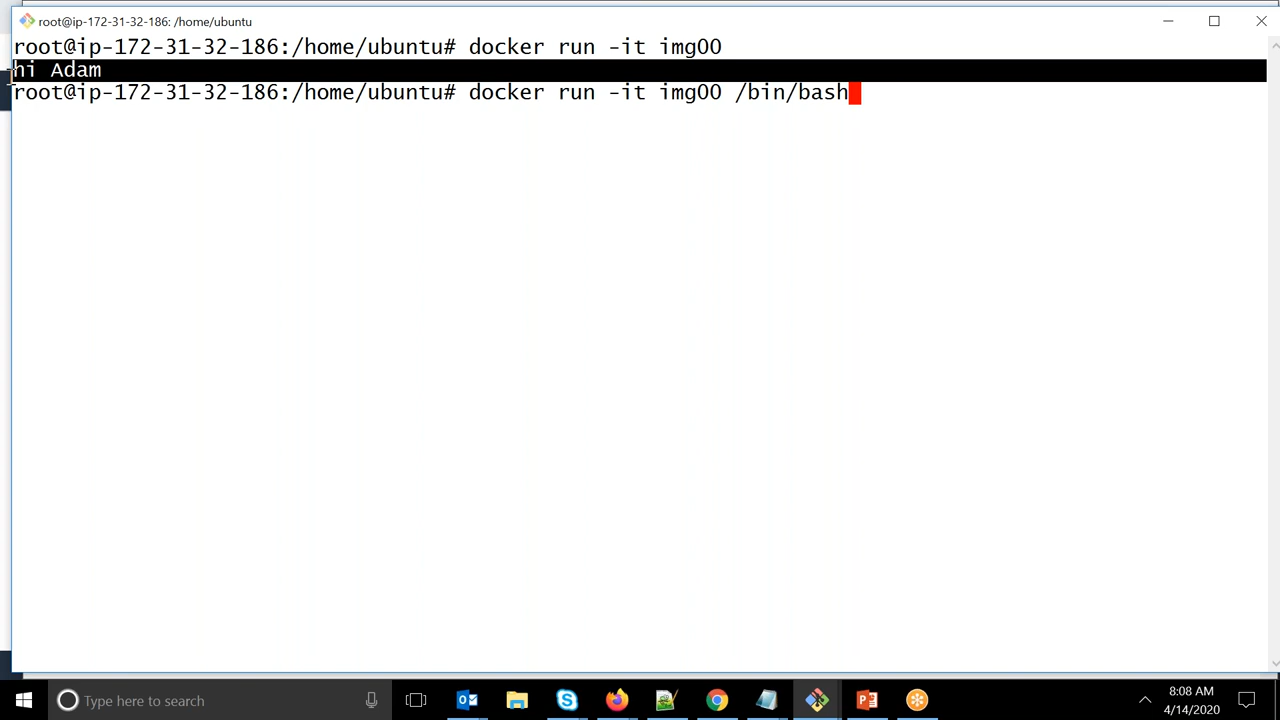 root@ip-172-31-32-186: /home/ubuntu
root@ip-172-31-32-186:/home/ubuntu# docker run -it img00
hi Adam
root@ip-172-31-32-186:/home/ubuntu# docker run -it img00 /bin/bash
Type here to search
8:08 AM
4/14/2020